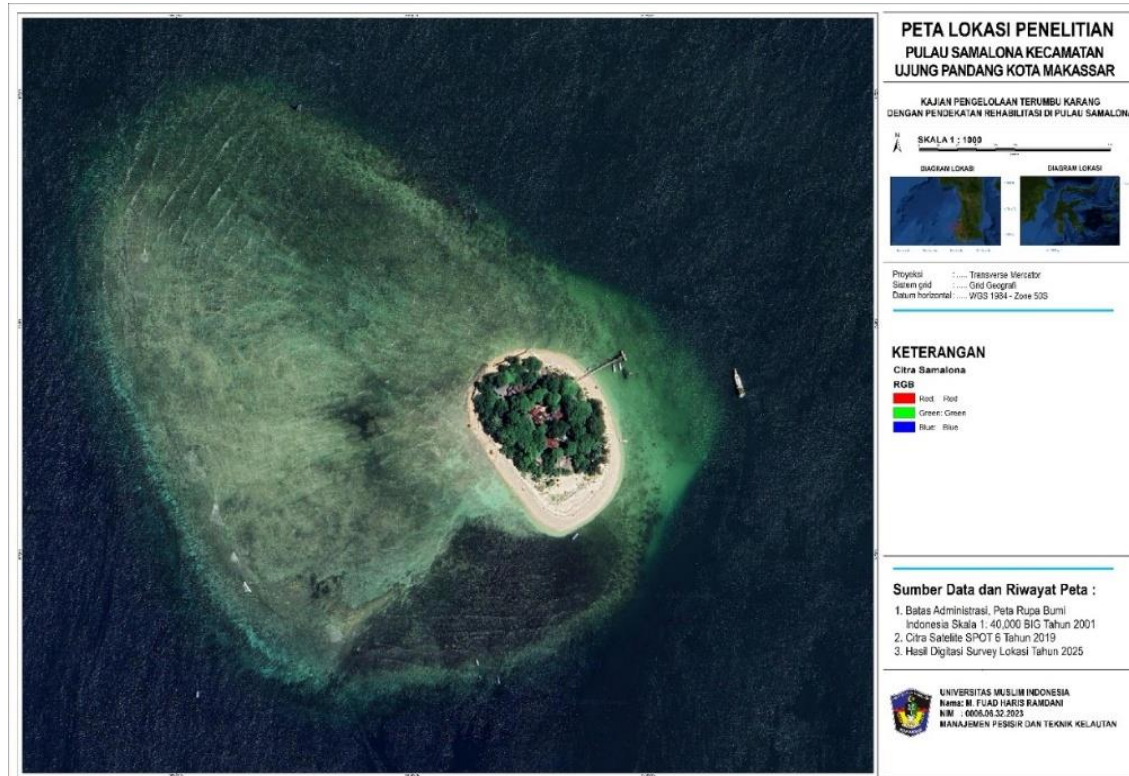 PETA LOKASI PENELITIAN
PULAU SAMALONA KECAMATAN
UJUNG PANDANG KOTA MAKASSAR
KAJIAN PENGELOLAAN TERUMBU KARANG
DENGAN PENDEKATAN REHABILITASI DI PULAU SAMALONA
N
SKALA 1 : 1000
DIAGRAM LOKASI
DIAGRAM LOKASI
Proyeksi : .... Transverse Mercator
Sistem grid : .... Grid Geografi
Datum horizontal : .... WGS 1984 - Zone 50S
KETERANGAN
Citra Samalona
RGB
Red: Red
Green: Green
Blue: Blue
Sumber Data dan Riwayat Peta :
1. Batas Administrasi, Peta Rupa Bumi
Indonesia Skala 1: 40,000 BIG Tahun 2001
2. Citra Satelite SPOT 6 Tahun 2019
3. Hasil Digitasi Survey Lokasi Tahun 2025
UNIVERSITAS MUSLIM INDONESIA
Nama: M. FUAD HARIS RAMDANI
NIM : 0006.06.32.2023
MANAJEMEN PESISIR DAN TEKNIK KELAUTAN